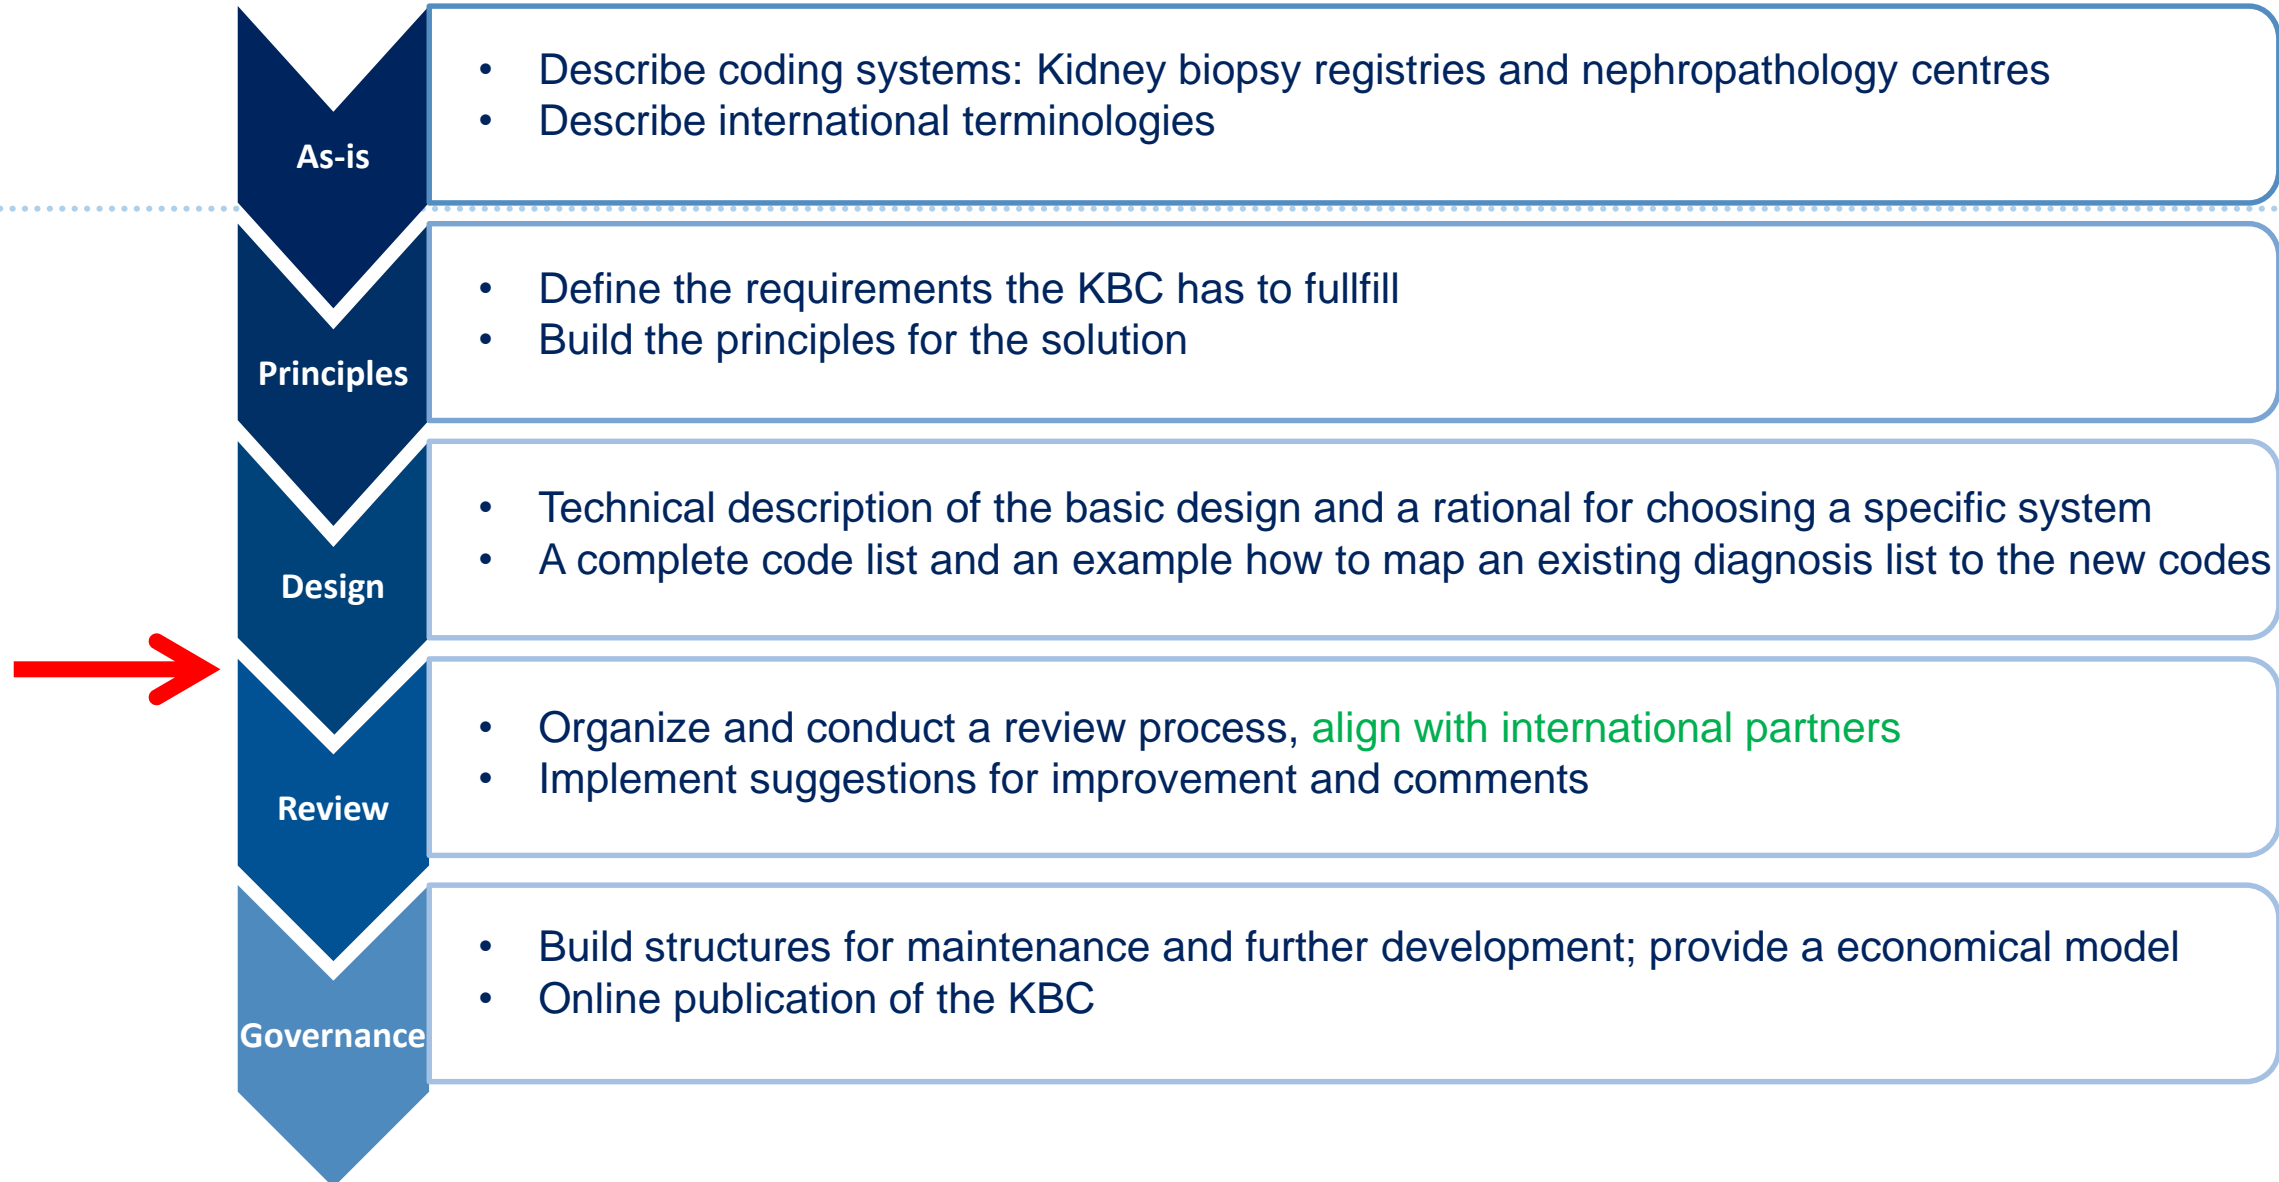 As-is
• Describe coding systems: Kidney biopsy registries and nephropathology centres
• Describe international terminologies
Principles
• Define the requirements the KBC has to fullfill
• Build the principles for the solution
Design
• Technical description of the basic design and a rational for choosing a specific system
• A complete code list and an example how to map an existing diagnosis list to the new codes
Review
• Organize and conduct a review process, align with international partners
• Implement suggestions for improvement and comments
Governance
• Build structures for maintenance and further development; provide a economical model
• Online publication of the KBC